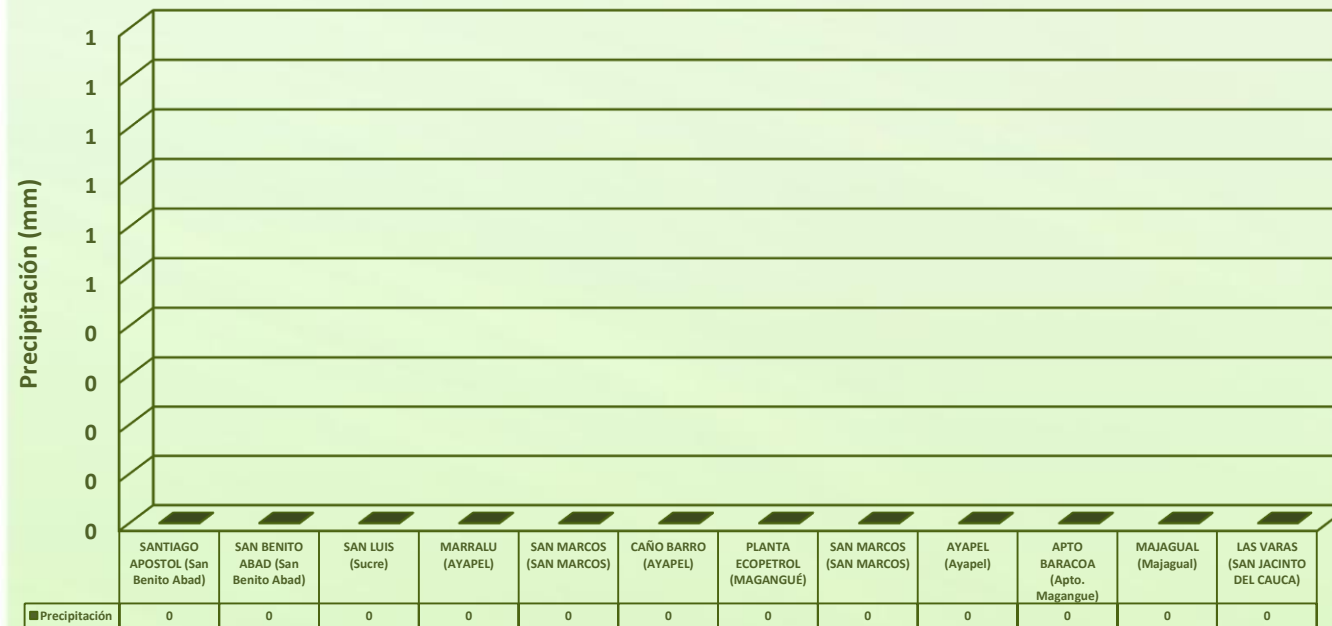 Precipitación (mm)
1
1
1
1
1
1
0
0
0
0
0
SANTIAGO
APOSTOL (San
Benito Abad)
SAN BENITO
ABAD (San
Benito Abad)
SAN LUIS
(Sucre)
MARRALU
(AYAPEL)
SAN MARCOS
(SAN MARCOS)
CAÑO BARRO
(AYAPEL)
PLANTA
ECOPETROL
(MAGANGUÉ)
SAN MARCOS
(SAN MARCOS)
AYAPEL
(Ayapel)
APTO
BARACOA
(Apto.
Magangue)
MAJAGUAL
(Majagual)
LAS VARAS
(SAN JACINTO
DEL CAUCA)
Precipitación 0 0 0 0 0 0 0 0 0 0 0 0